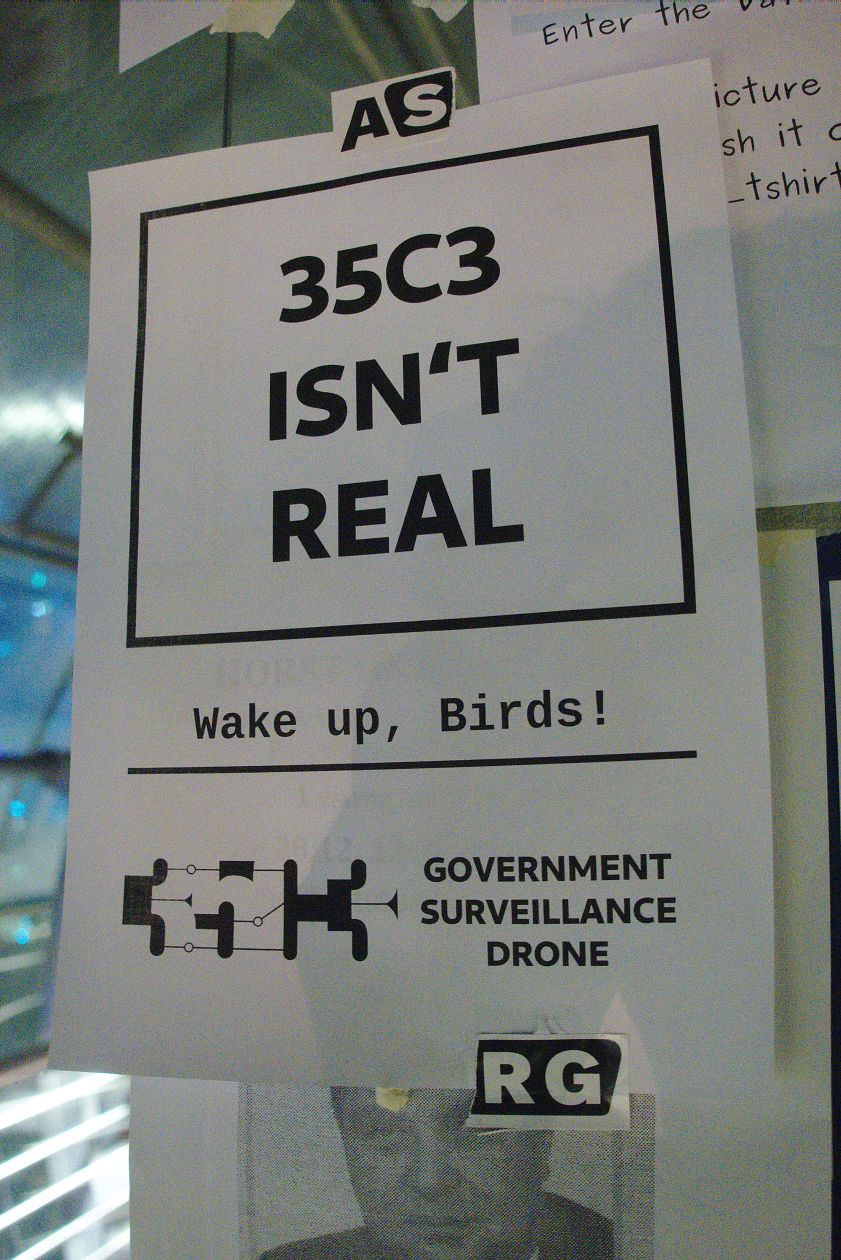 Enter the
icture
sh it
_tshirt
AS
35C3
ISN‘T
REAL
Wake up, Birds!
GOVERNMENT
SURVEILLANCE
DRONE
RG